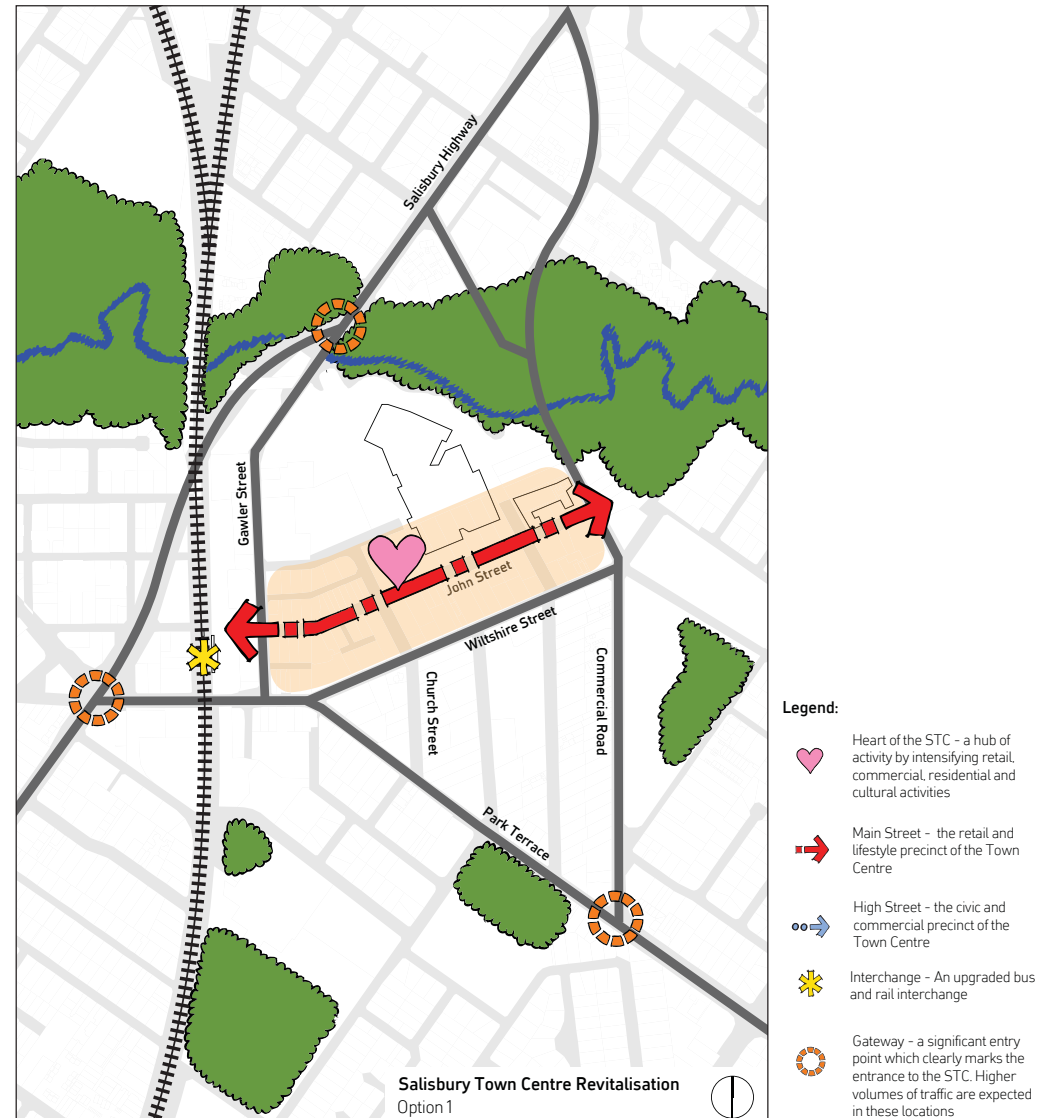 Salisbury Highway
Gawler Street
John Street
Wiltshire Street
Church Street
Commercial Road
Park Terrace
Legend:
Heart of the STC - a hub of
activity by intensifying retail,
commercial, residential and
cultural activities
Main Street - the retail and
lifestyle precinct of the Town
Centre
High Street - the civic and
commercial precinct of the
Town Centre
Interchange - An upgraded bus
and rail interchange
Gateway - a significant entry
point which clearly marks the
entrance to the STC. Higher
volumes of traffic are expected
in these locations
Salisbury Town Centre Revitalisation
Option 1